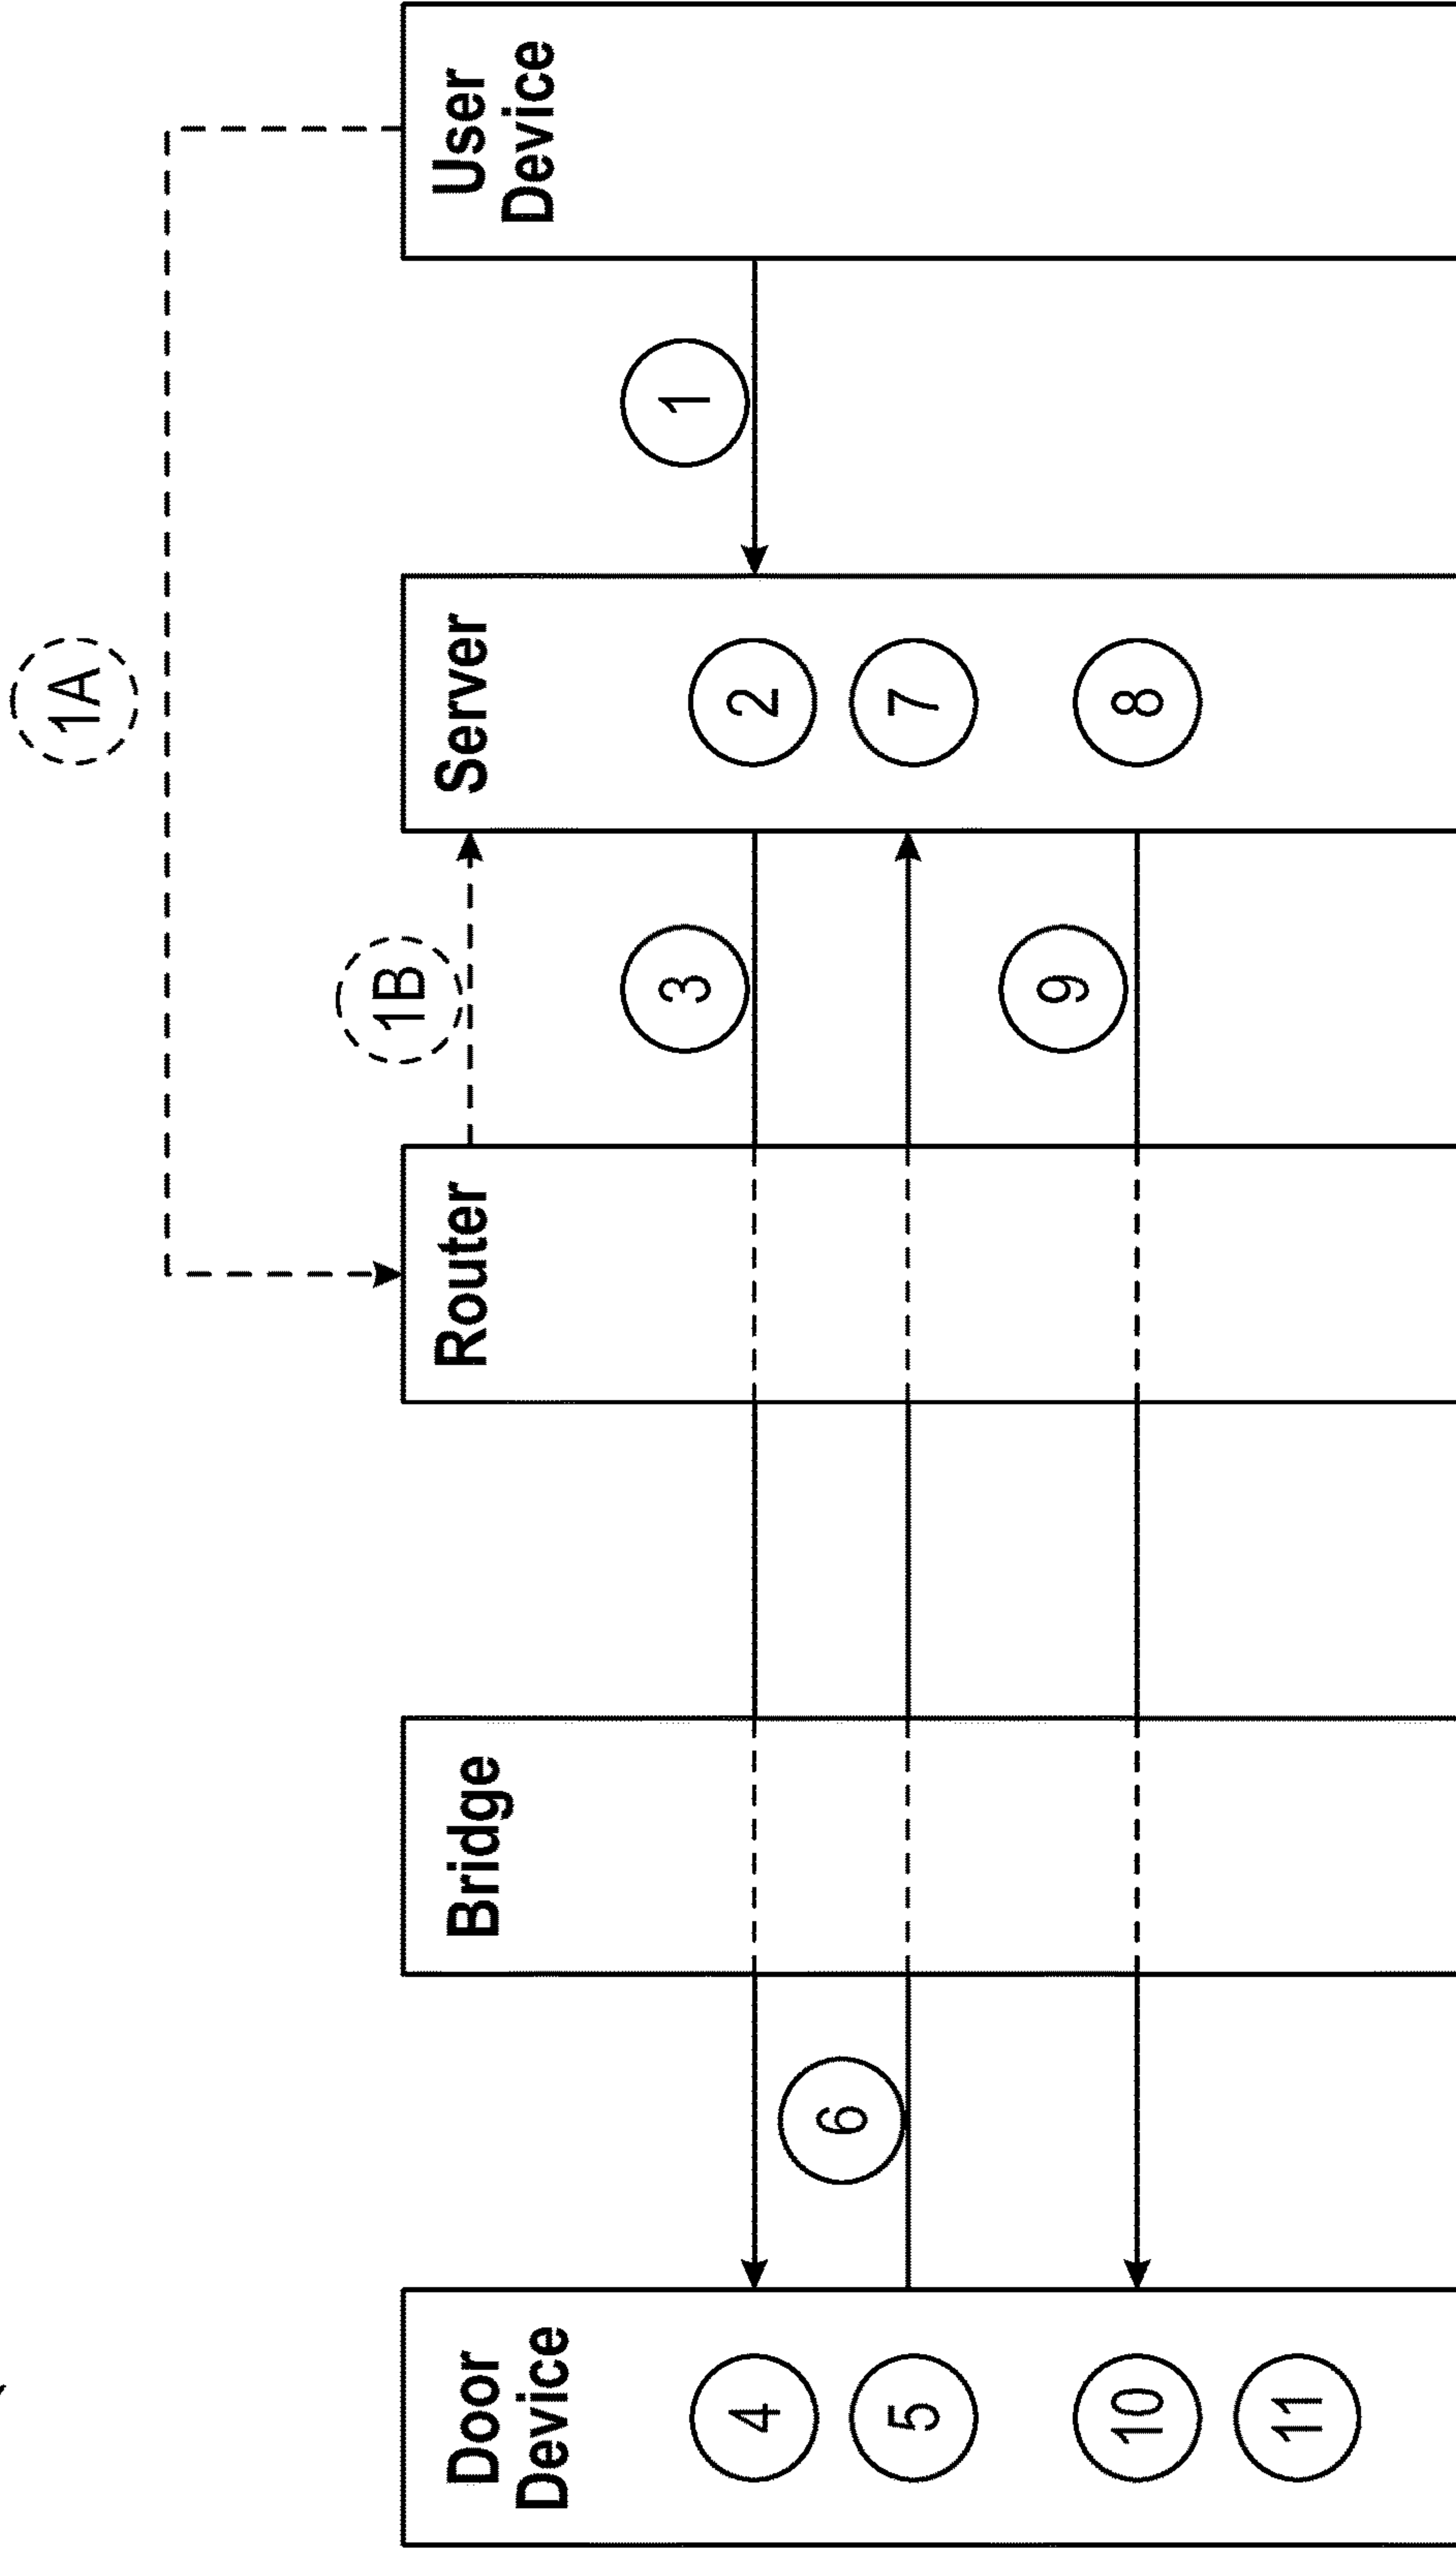 1A
1B
Door
Device
Bridge
Router
Server
User
Device
3
1
4
2
6
5
7
9
10
8
11